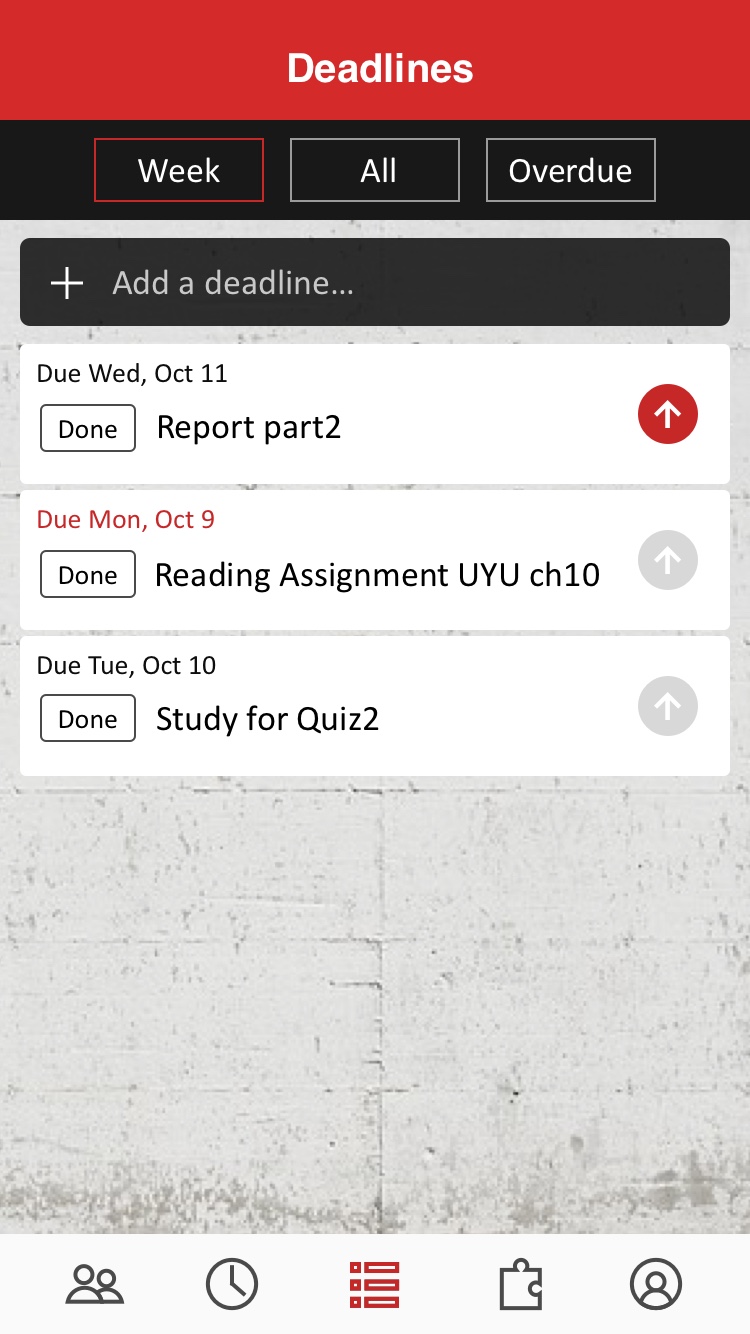 Deadlines
Week All Overdue
Add a deadline...
Due Wed, Oct 11
Done Report part2
Due Mon, Oct 9
Done Reading Assignment UYU ch10
Due Tue, Oct 10
Done Study for Quiz2